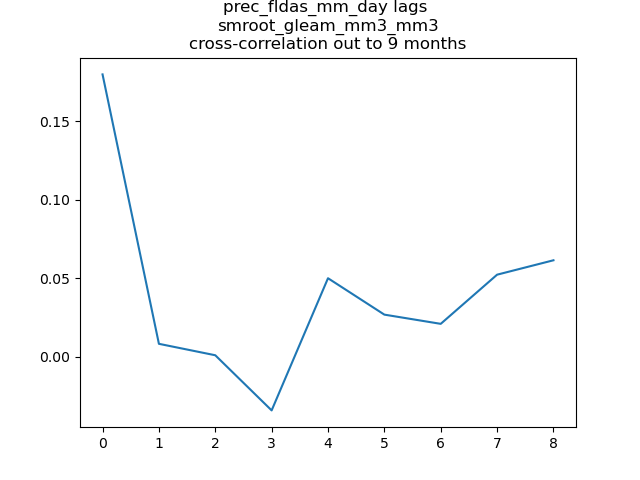 prec_fldas_mm_day lags
smroot_gleam_mm3_mm3
cross-correlation out to 9 months
0.15
0.10
0.05
0.00
0 1 2 3 4 5 6 7 8